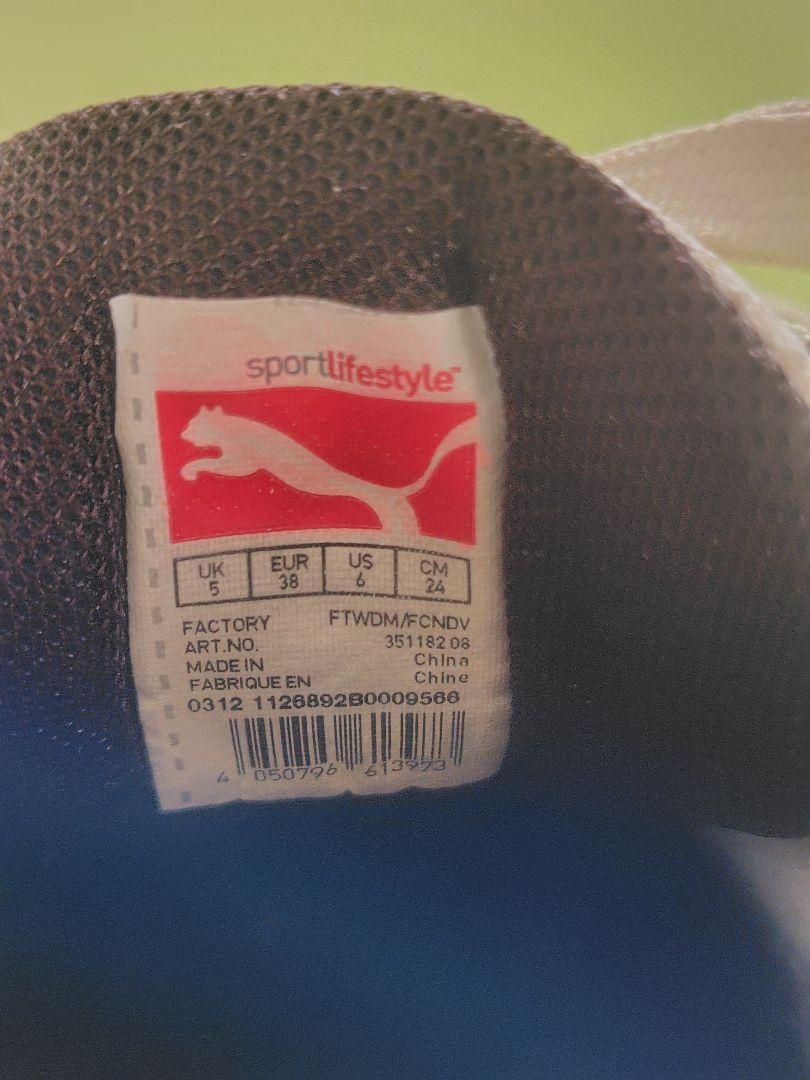 sportlifestyle™
UK EUR US CM
5 38 6 24
FACTORY FTWDM/FCNDV
ART.NO. 351182 08
MADE IN China
FABRIQUE EN Chine
0312 1126892B0009566
4 050796 613973